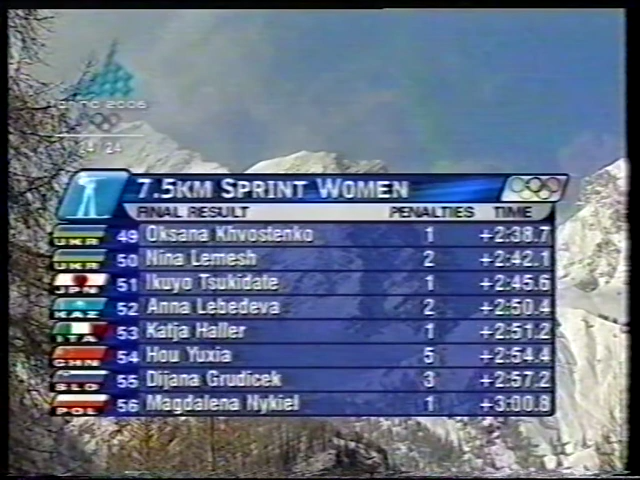 2006
14 24
7.5KM SPRINT WOMEN
FINAL RESULT PENALTIES TIME
UKR 49 Oksana Khvostenko 1 +2:38.7
UKR 50 Nina Lemesh 2 +2:42.1
JPN 51 Ikuyo Tsukidate 1 +2:45.6
KAZ 52 Anna Lebedeva 2 +2:50.4
ITA 53 Katja Haller 1 +2:51.2
CHN 54 Hou Yuxia 5 +2:54.4
SLO 55 Dijana Grudicek 3 +2:57.2
POL 56 Magdalena Nykiel 1 +3:00.8